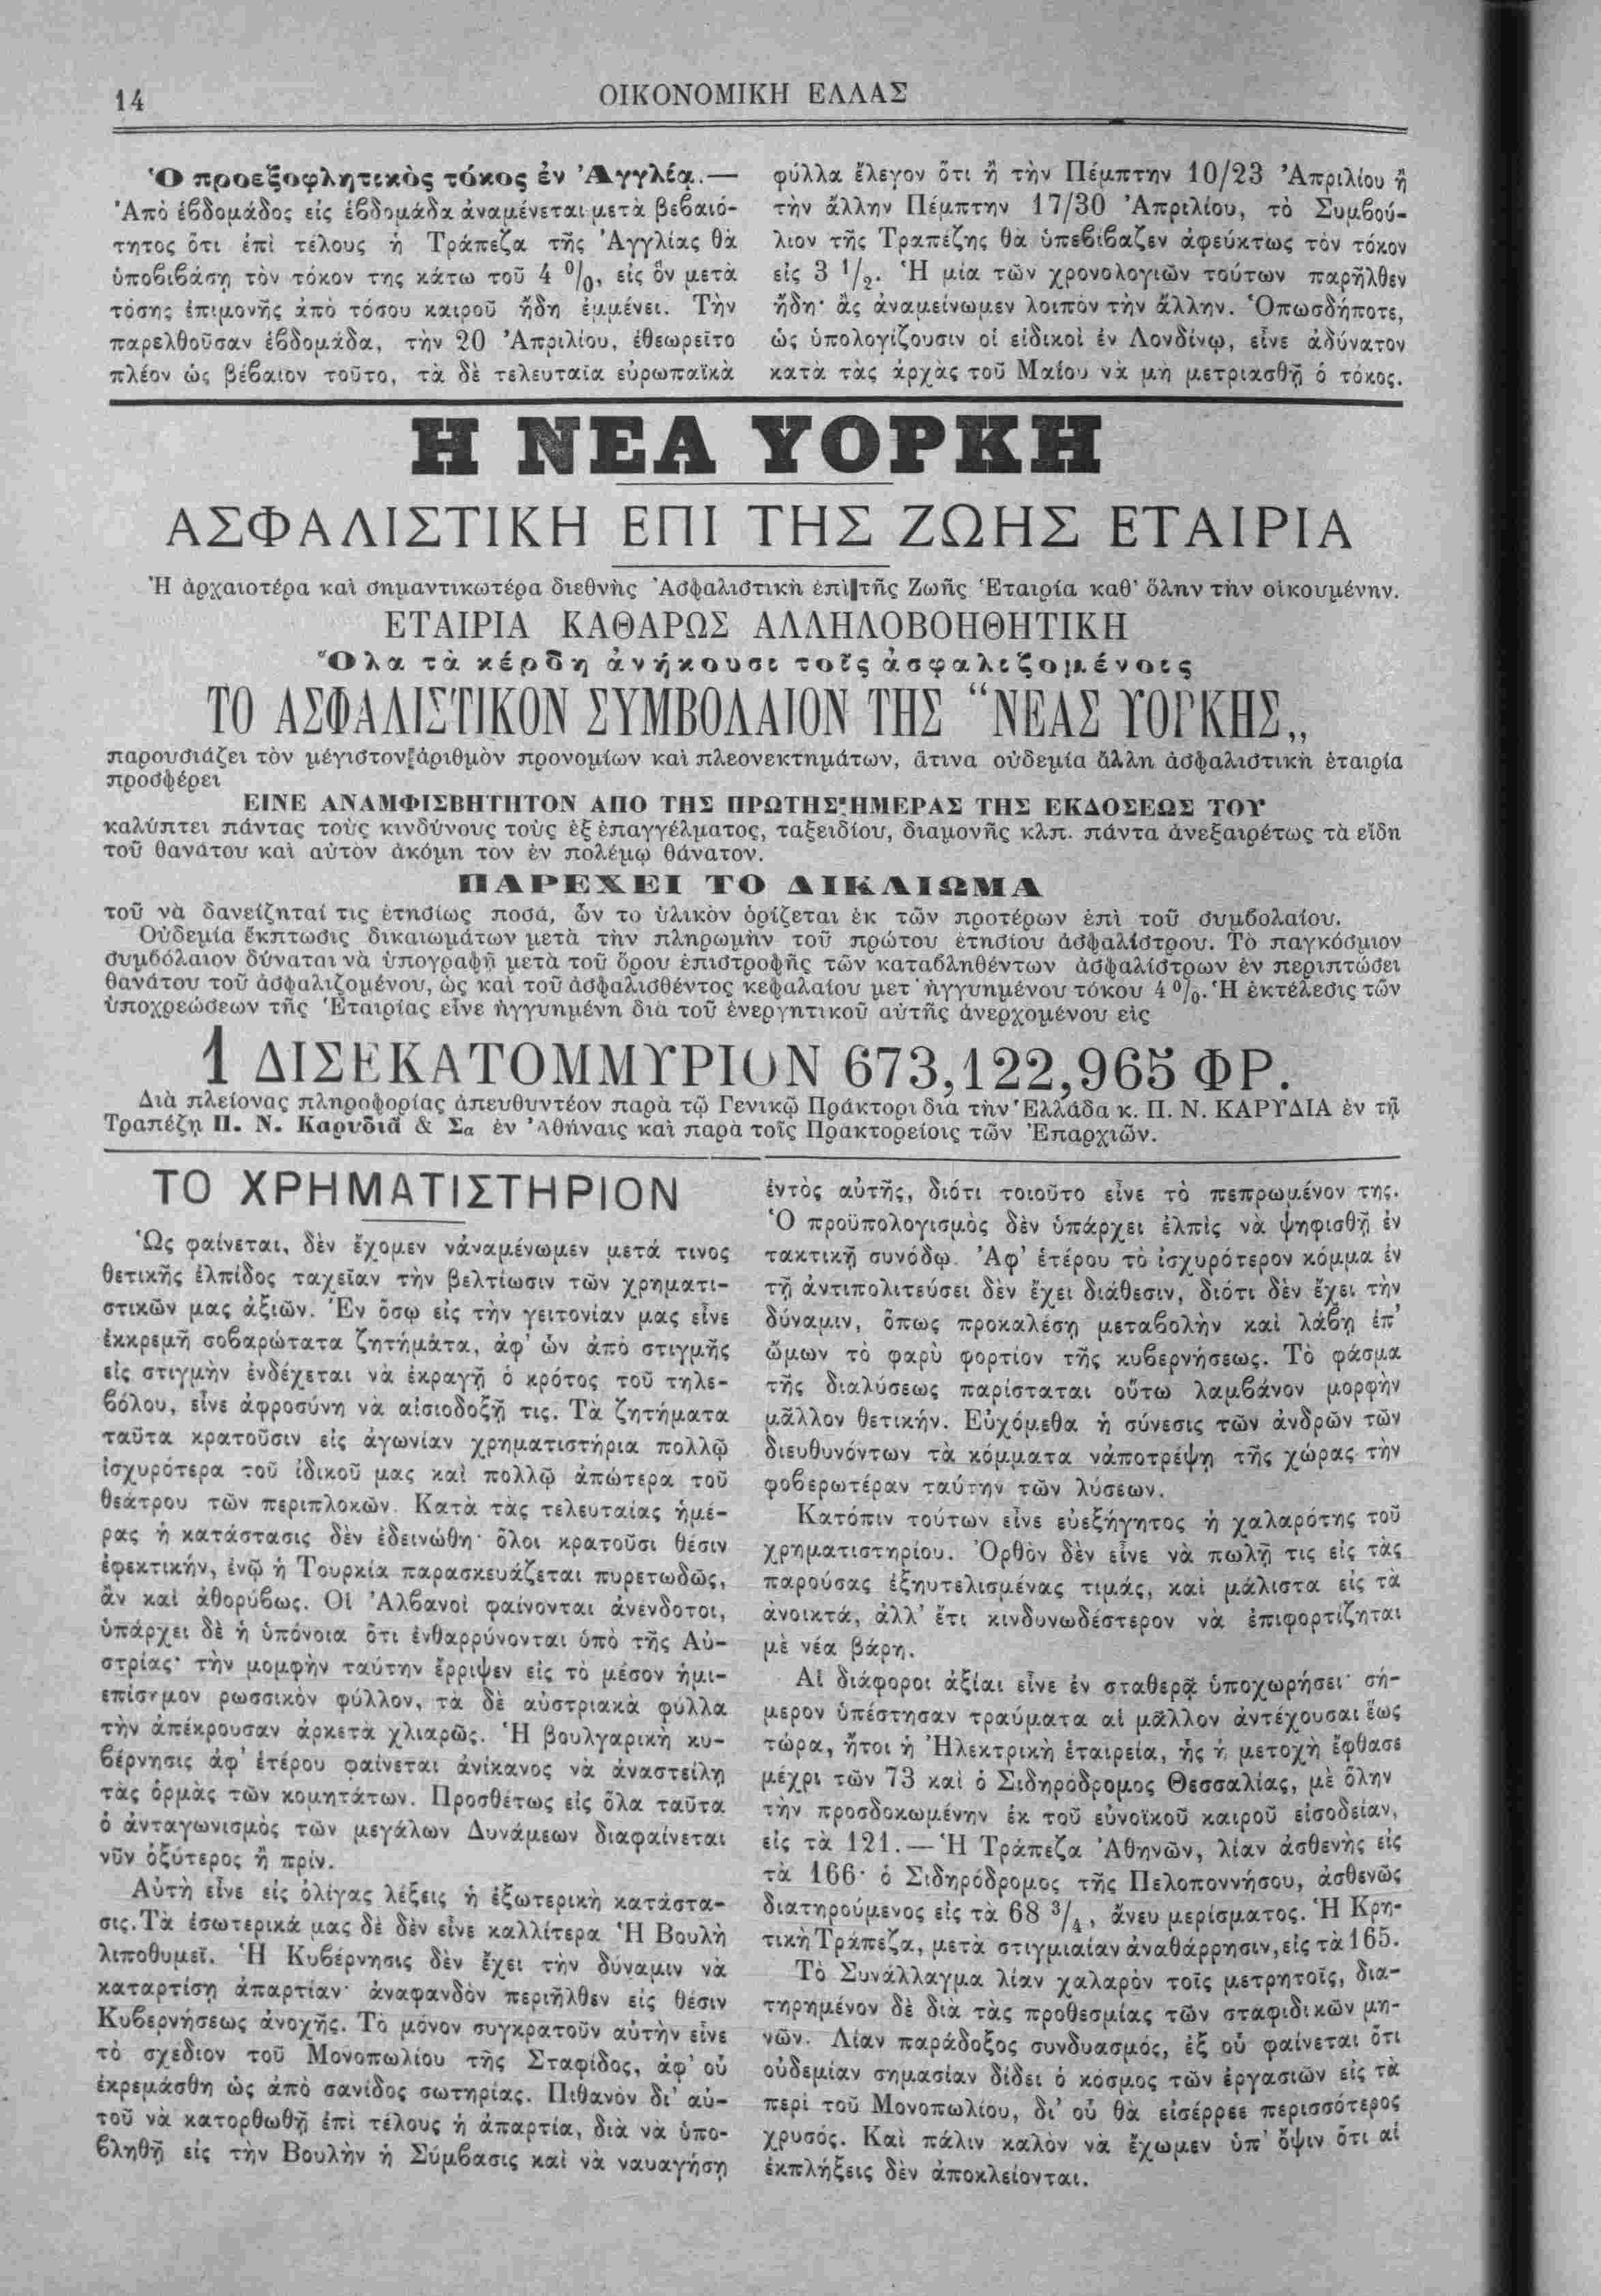 14
ΟΙΚΟΝΟΜΙΚΗ ΕΛΛΑΣ
Ὁ προεξοφλητικὸς τόκος ἐν Ἀγγλίᾳ.—
Ἀπὸ ἑβδομάδος εἰς ἑβδομάδα ἀναμένεται μετὰ βεβαιό-
τητος ὅτι ἐπὶ τέλους ἡ Τράπεζα τῆς Ἀγγλίας θὰ
ὑποβιβάσῃ τὸν τόκον της κάτω τοῦ 4 %, εἰς ὃν μετὰ
τόσης ἐπιμονῆς ἀπὸ τόσου καιροῦ ἤδη ἐμμένει. Τὴν
παρελθοῦσαν ἑβδομάδα, τὴν 20 Ἀπριλίου, ἐθεωρεῖτο
πλέον ὡς βέβαιον τοῦτο, τὰ δὲ τελευταῖα εὐρωπαϊκὰ
φύλλα ἔλεγον ὅτι ἢ τὴν Πέμπτην 10/23 Ἀπριλίου ἢ
τὴν ἄλλην Πέμπτην 17/30 Ἀπριλίου, τὸ Συμβού-
λιον τῆς Τραπέζης θὰ ὑπεβίβαζεν ἀφεύκτως τὸν τόκον
εἰς 3 1/2. Ἡ μία τῶν χρονολογιῶν τούτων παρῆλθεν
ἤδη· ἂς ἀναμείνωμεν λοιπὸν τὴν ἄλλην. Ὁπωσδήποτε,
ὡς ὑπολογίζουσιν οἱ εἰδικοὶ ἐν Λονδίνῳ, εἶνε ἀδύνατον
κατὰ τὰς ἀρχὰς τοῦ Μαΐου νὰ μὴ μετριασθῇ ὁ τόκος.
Η ΝΕΑ ΥΟΡΚΗ
ΑΣΦΑΛΙΣΤΙΚΗ ΕΠΙ ΤΗΣ ΖΩΗΣ ΕΤΑΙΡΙΑ
Ἡ ἀρχαιοτέρα καὶ σημαντικωτέρα διεθνὴς Ἀσφαλιστικὴ ἐπὶ τῆς Ζωῆς Ἑταιρία καθ' ὅλην τὴν οἰκουμένην.
ΕΤΑΙΡΙΑ ΚΑΘΑΡΩΣ ΑΛΛΗΛΟΒΟΗΘΗΤΙΚΗ
Ὅλα τὰ κέρδη ἀνήκουσι τοῖς ἀσφαλιζομένοις
ΤΟ ΑΣΦΑΛΙΣΤΙΚΟΝ ΣΥΜΒΟΛΑΙΟΝ ΤΗΣ “ΝΕΑΣ ΥΟΡΚΗΣ„
παρουσιάζει τὸν μέγιστον ἀριθμὸν προνομίων καὶ πλεονεκτημάτων, ἅτινα οὐδεμία ἄλλη ἀσφαλιστικὴ ἑταιρία
προσφέρει
ΕΙΝΕ ΑΝΑΜΦΙΣΒΗΤΗΤΟΝ ΑΠΟ ΤΗΣ ΠΡΩΤΗΣ ΗΜΕΡΑΣ ΤΗΣ ΕΚΔΟΣΕΩΣ ΤΟΥ
καλύπτει πάντας τοὺς κινδύνους τοὺς ἐξ ἐπαγγέλματος, ταξειδίου, διαμονῆς κλπ. πάντα ἀνεξαιρέτως τὰ εἴδη
τοῦ θανάτου καὶ αὐτὸν ἀκόμη τὸν ἐν πολέμῳ θάνατον.
ΠΑΡΕΧΕΙ ΤΟ ΔΙΚΑΙΩΜΑ
τοῦ νὰ δανείζηταί τις ἐτησίως ποσά, ὧν το ὑλικὸν ὁρίζεται ἐκ τῶν προτέρων ἐπὶ τοῦ συμβολαίου.
Οὐδεμία ἔκπτωσις δικαιωμάτων μετὰ τὴν πληρωμὴν τοῦ πρώτου ἐτησίου ἀσφαλίστρου. Τὸ παγκόσμιον
συμβόλαιον δύναται νὰ ὑπογραφῇ μετὰ τοῦ ὅρου ἐπιστροφῆς τῶν καταβληθέντων ἀσφαλίστρων ἐν περιπτώσει
θανάτου τοῦ ἀσφαλιζομένου, ὡς καὶ τοῦ ἀσφαλισθέντος κεφαλαίου μετ' ἠγγυημένου τόκου 4 %. Ἡ ἐκτέλεσις τῶν
ὑποχρεώσεων τῆς Ἑταιρίας εἶνε ἠγγυημένη διὰ τοῦ ἐνεργητικοῦ αὐτῆς ἀνερχομένου εἰς
1 ΔΙΣΕΚΑΤΟΜΜΥΡΙΟΝ 673,122,965 ΦΡ.
Διὰ πλείονας πληροφορίας ἀπευθυντέον παρὰ τῷ Γενικῷ Πράκτορι διὰ τὴν Ἑλλάδα κ. Π. Ν. ΚΑΡΥΔΙΑ ἐν τῇ
Τραπέζῃ Π. Ν. Καρυδιᾶ & Σα ἐν Ἀθήναις καὶ παρὰ τοῖς Πρακτορείοις τῶν Ἐπαρχιῶν.
ΤΟ ΧΡΗΜΑΤΙΣΤΗΡΙΟΝ
Ὡς φαίνεται, δὲν ἔχομεν νἀναμένωμεν μετά τινος
θετικῆς ἐλπίδος ταχεῖαν τὴν βελτίωσιν τῶν χρηματι-
στικῶν μας ἀξιῶν. Ἐν ὅσῳ εἰς τὴν γειτονίαν μας εἶνε
ἐκκρεμῆ σοβαρώτατα ζητήματα, ἀφ' ὧν ἀπὸ στιγμῆς
εἰς στιγμὴν ἐνδέχεται νὰ ἐκραγῇ ὁ κρότος τοῦ τηλε-
βόλου, εἶνε ἀφροσύνη νὰ αἰσιοδοξῇ τις. Τὰ ζητήματα
ταῦτα κρατοῦσιν εἰς ἀγωνίαν χρηματιστήρια πολλῷ
ἰσχυρότερα τοῦ ἰδικοῦ μας καὶ πολλῷ ἀπώτερα τοῦ
θεάτρου τῶν περιπλοκῶν. Κατὰ τὰς τελευταίας ἡμέ-
ρας ἡ κατάστασις δὲν ἐδεινώθη· ὅλοι κρατοῦσι θέσιν
ἐφεκτικήν, ἐνῷ ἡ Τουρκία παρασκευάζεται πυρετωδῶς,
ἂν καὶ ἀθορύβως. Οἱ Ἀλβανοὶ φαίνονται ἀνένδοτοι,
ὑπάρχει δὲ ἡ ὑπόνοια ὅτι ἐνθαρρύνονται ὑπὸ τῆς Αὐ-
στρίας· τὴν μομφὴν ταύτην ἔρριψεν εἰς τὸ μέσον ἡμι-
επίσημον ρωσσικὸν φύλλον, τὰ δὲ αὐστριακὰ φύλλα
τὴν ἀπέκρουσαν ἀρκετὰ χλιαρῶς. Ἡ βουλγαρικὴ κυ-
βέρνησις ἀφ' ἑτέρου φαίνεται ἀνίκανος νὰ ἀναστείλῃ
τὰς ὁρμὰς τῶν κομητάτων. Προσθέτως εἰς ὅλα ταῦτα
ὁ ἀνταγωνισμὸς τῶν μεγάλων Δυνάμεων διαφαίνεται
νῦν ὀξύτερος ἢ πρίν.
Αὐτὴ εἶνε εἰς ὀλίγας λέξεις ἡ ἐξωτερικὴ κατάστα-
σις. Τὰ ἐσωτερικά μας δὲ δὲν εἶνε καλλίτερα Ἡ Βουλὴ
λιποθυμεῖ. Ἡ Κυβέρνησις δὲν ἔχει τὴν δύναμιν νὰ
καταρτίσῃ ἀπαρτίαν· ἀναφανδὸν περιῆλθεν εἰς θέσιν
Κυβερνήσεως ἀνοχῆς. Τὸ μόνον συγκρατοῦν αὐτὴν εἶνε
τὸ σχέδιον τοῦ Μονοπωλίου τῆς Σταφίδος, ἀφ' οὗ
ἐκρεμάσθη ὡς ἀπὸ σανίδος σωτηρίας. Πιθανὸν δι' αὐ-
τοῦ νὰ κατορθωθῇ ἐπὶ τέλους ἡ ἀπαρτία, διὰ νὰ ὑπο-
βληθῇ εἰς τὴν Βουλὴν ἡ Σύμβασις καὶ νὰ ναυαγήσῃ
ἐντὸς αὐτῆς, διότι τοιοῦτο εἶνε τὸ πεπρωμένον της.
Ὁ προϋπολογισμὸς δὲν ὑπάρχει ἐλπὶς νὰ ψηφισθῇ ἐν
τακτικῇ συνόδῳ. Ἀφ' ἑτέρου τὸ ἰσχυρότερον κόμμα ἐν
τῇ ἀντιπολιτεύσει δὲν ἔχει διάθεσιν, διότι δὲν ἔχει τὴν
δύναμιν, ὅπως προκαλέσῃ μεταβολὴν καὶ λάβῃ ἐπ'
ὤμων τὸ φαρὺ φορτίον τῆς κυβερνήσεως. Τὸ φάσμα
τῆς διαλύσεως παρίσταται οὕτω λαμβάνον μορφὴν
μᾶλλον θετικήν. Εὐχόμεθα ἡ σύνεσις τῶν ἀνδρῶν τῶν
διευθυνόντων τὰ κόμματα νἀποτρέψῃ τῆς χώρας τὴν
φοβερωτέραν ταύτην τῶν λύσεων.
Κατόπιν τούτων εἶνε εὐεξήγητος ἡ χαλαρότης τοῦ
χρηματιστηρίου. Ὀρθὸν δὲν εἶνε νὰ πωλῇ τις εἰς τὰς
παρούσας ἐξηυτελισμένας τιμάς, καὶ μάλιστα εἰς τὰ
ἀνοικτά, ἀλλ' ἔτι κινδυνωδέστερον νὰ ἐπιφορτίζηται
μὲ νέα βάρη.
Αἱ διάφοροι ἀξίαι εἶνε ἐν σταθερᾷ ὑποχωρήσει· σή-
μερον ὑπέστησαν τραύματα αἱ μᾶλλον ἀντέχουσαι ἕως
τώρα, ἤτοι ἡ Ἠλεκτρικὴ ἑταιρεία, ἧς ἡ μετοχὴ ἔφθασε
μέχρι τῶν 73 καὶ ὁ Σιδηρόδρομος Θεσσαλίας, μὲ ὅλην
τὴν προσδοκωμένην ἐκ τοῦ εὐνοϊκοῦ καιροῦ εἰσοδείαν,
εἰς τὰ 121.— Ἡ Τράπεζα Ἀθηνῶν, λίαν ἀσθενὴς εἰς
τὰ 166· ὁ Σιδηρόδρομος τῆς Πελοποννήσου, ἀσθενῶς
διατηρούμενος εἰς τὰ 68 3/4, ἄνευ μερίσματος. Ἡ Κρη-
τικὴ Τράπεζα, μετὰ στιγμιαίαν ἀναθάρρησιν, εἰς τὰ 165.
Τὸ Συνάλλαγμα λίαν χαλαρὸν τοῖς μετρητοῖς, δια-
τηρημένον δὲ διὰ τὰς προθεσμίας τῶν σταφιδικῶν μη-
νῶν. Λίαν παράδοξος συνδυασμός, ἐξ οὗ φαίνεται ὅτι
οὐδεμίαν σημασίαν δίδει ὁ κόσμος τῶν ἐργασιῶν εἰς τὰ
περὶ τοῦ Μονοπωλίου, δι' οὗ θὰ εἰσέρρεε περισσότερος
χρυσός. Καὶ πάλιν καλὸν νὰ ἔχωμεν ὑπ' ὄψιν ὅτι αἱ
ἐκπλήξεις δὲν ἀποκλείονται.